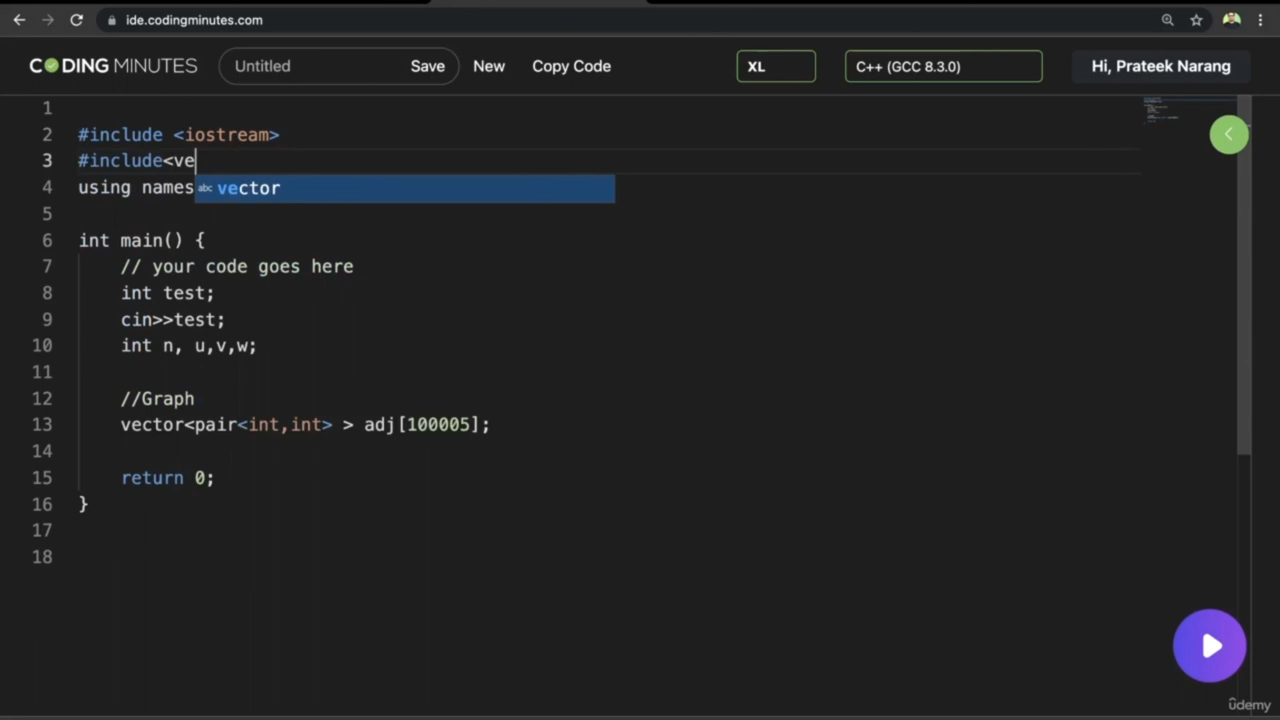 ide.codingminutes.com
CODING MINUTES Untitled Save New Copy Code XL C++ (GCC 8.3.0) Hi, Prateek Narang
1
2 #include <iostream>
3 #include<ve
abc vector
4 using names
5
6 int main() {
7 // your code goes here
8 int test;
9 cin>>test;
10 int n, u,v,w;
11
12 //Graph
13 vector<pair<int,int> > adj[100005];
14
15 return 0;
16 }
17
18
udemy